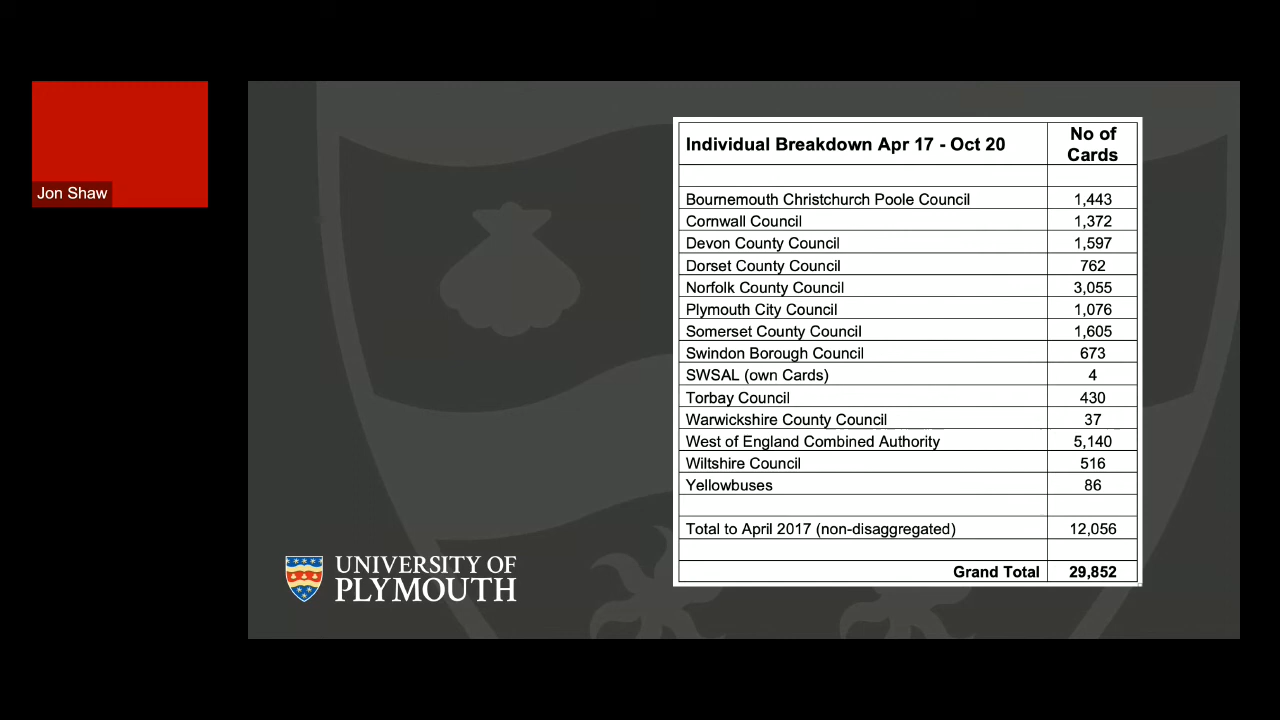 Jon Shaw
Individual Breakdown Apr 17 - Oct 20
No of
Cards
Bournemouth Christchurch Poole Council 1,443
Cornwall Council 1,372
Devon County Council 1,597
Dorset County Council 762
Norfolk County Council 3,055
Plymouth City Council 1,076
Somerset County Council 1,605
Swindon Borough Council 673
SWSAL (own Cards) 4
Torbay Council 430
Warwickshire County Council 37
West of England Combined Authority 5,140
Wiltshire Council 516
Yellowbuses 86
Total to April 2017 (non-disaggregated) 12,056
Grand Total 29,852
UNIVERSITY OF
PLYMOUTH